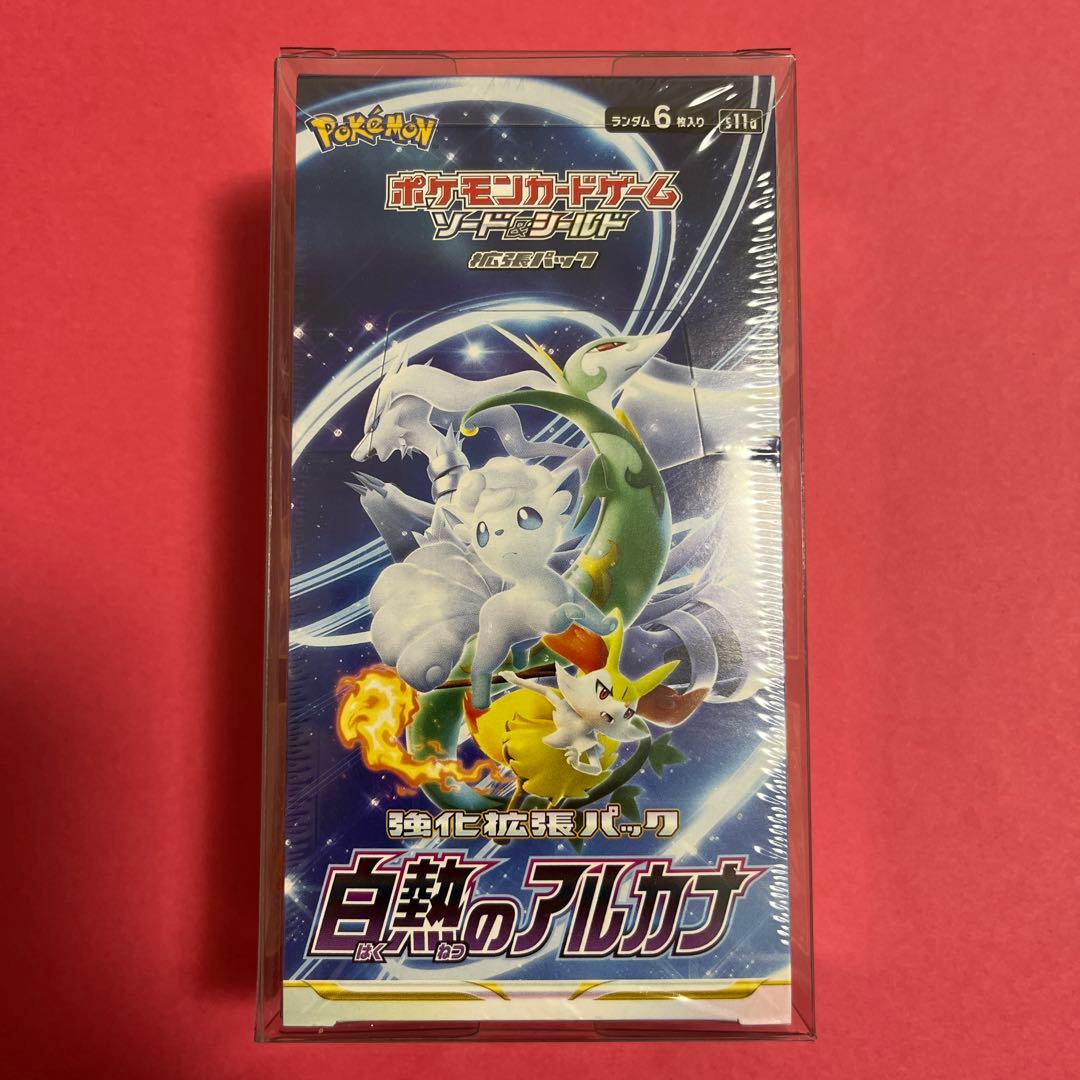 Pokémon
ランダム6枚入り s11a
ポケモンカードゲーム
ソード&シールド
拡張パック
強化拡張パック
白熱のアルカナ
はく ねつ